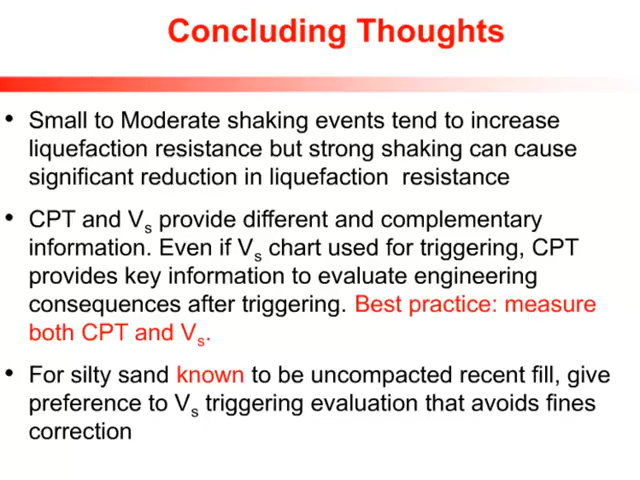 Concluding Thoughts
• Small to Moderate shaking events tend to increase
liquefaction resistance but strong shaking can cause
significant reduction in liquefaction resistance
• CPT and Vs provide different and complementary
information. Even if Vs chart used for triggering, CPT
provides key information to evaluate engineering
consequences after triggering. Best practice: measure
both CPT and Vs.
• For silty sand known to be uncompacted recent fill, give
preference to Vs triggering evaluation that avoids fines
correction